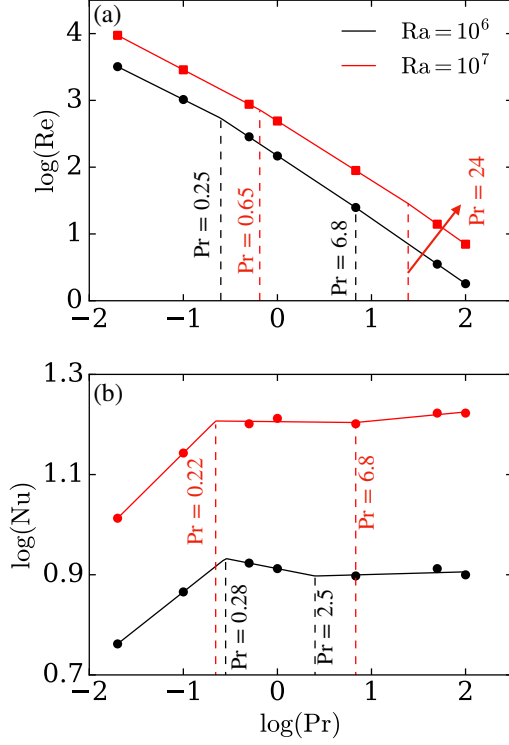 (a)
Ra = 10^6
Ra = 10^7
log(Re)
4
3
2
1
0
Pr = 0.25
Pr = 0.65
Pr = 6.8
Pr = 24
−2
−1
0
1
2
(b)
log(Nu)
1.3
1.1
0.9
0.7
Pr = 0.22
Pr = 6.8
Pr = 0.28
Pr = 2.5
−2
−1
0
1
2
log(Pr)